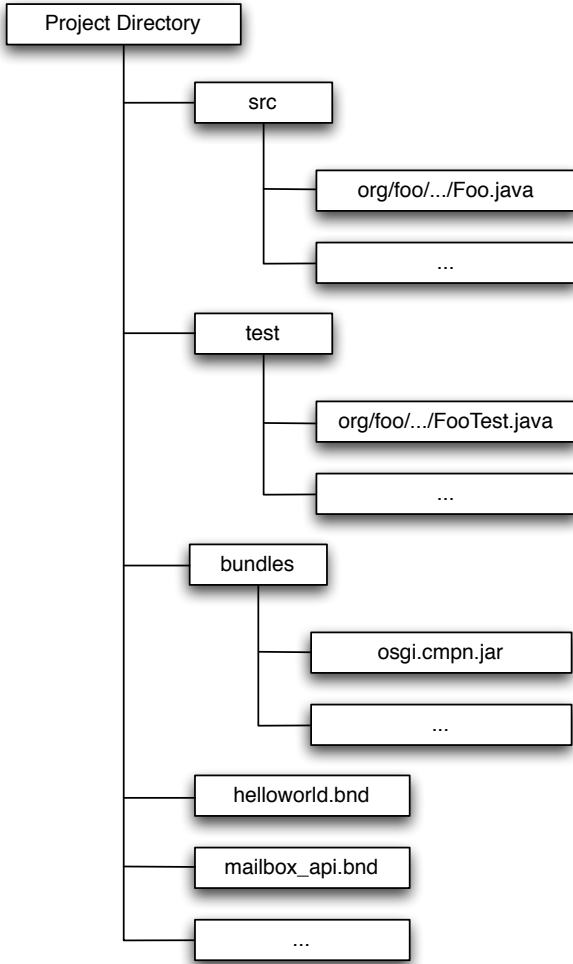 Project Directory
src
org/foo/.../Foo.java
...
test
org/foo/.../FooTest.java
...
bundles
osgi.cmpn.jar
...
helloworld.bnd
mailbox_api.bnd
...